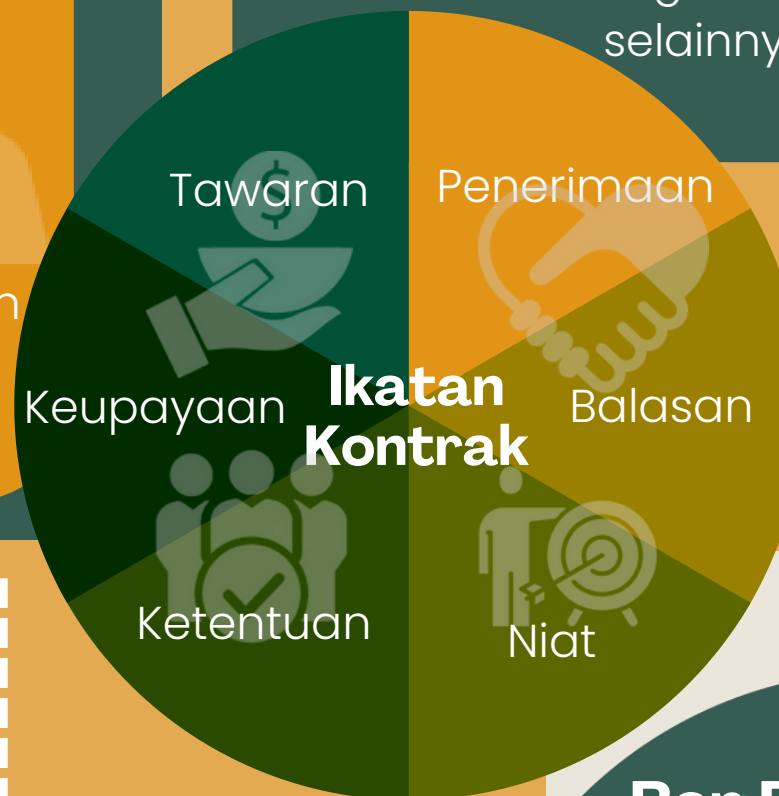 selainny
Tawaran
Penerimaan
n
Keupayaan
Ikatan
Kontrak
Balasan
Ketentuan
Niat